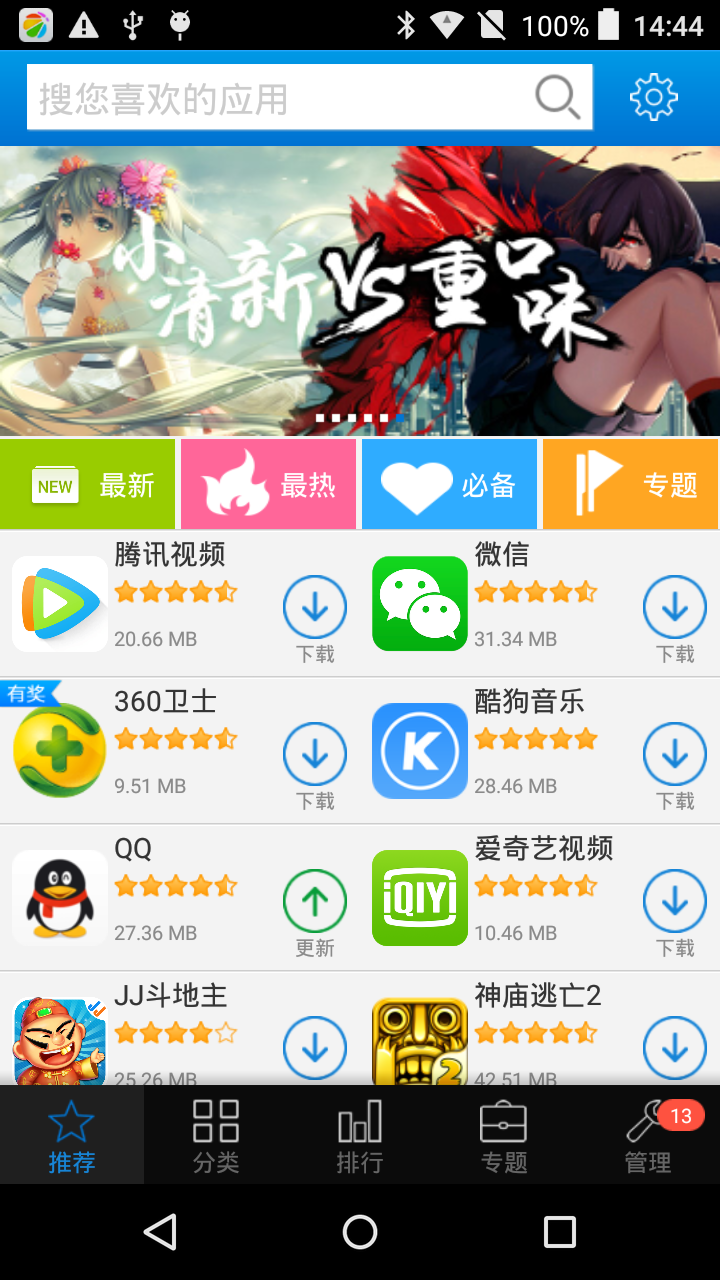 100% 14:44
搜您喜欢的应用
小清新VS重口味
NEW 最新 最热 必备 专题
腾讯视频 微信
20.66 MB 31.34 MB
下载 下载
有奖
360卫士 酷狗音乐
K
9.51 MB 28.46 MB
下载 下载
QQ 爱奇艺视频
iQIYI
27.36 MB 10.46 MB
更新 下载
JJ斗地主 神庙逃亡2
2
25.26 MB 42.51 MB
13
推荐 分类 排行 专题 管理